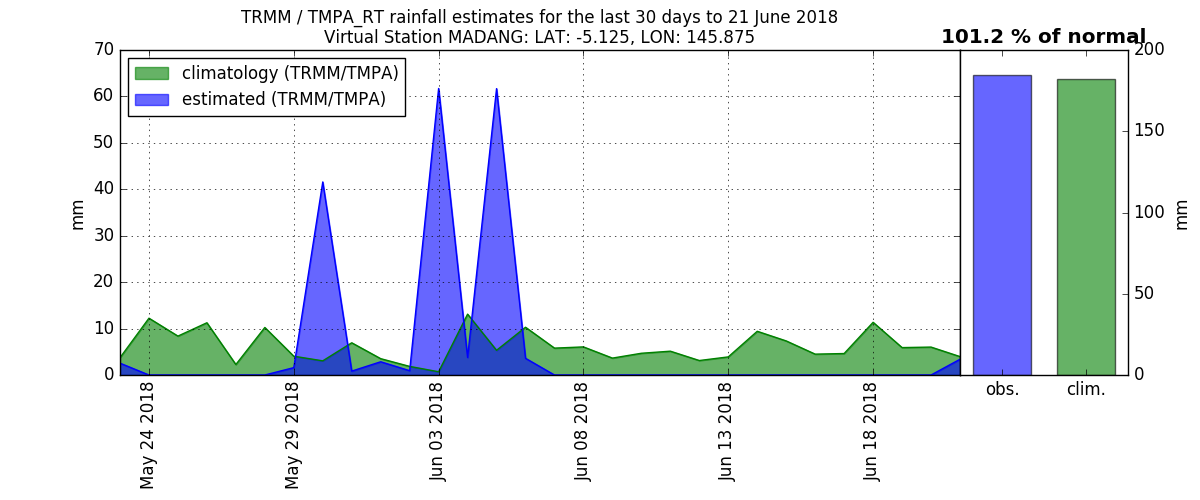 TRMM / TMPA_RT rainfall estimates for the last 30 days to 21 June 2018
Virtual Station MADANG: LAT: -5.125, LON: 145.875
101.2 % of normal
climatology (TRMM/TMPA)
estimated (TRMM/TMPA)
70
60
50
40
30
20
10
0
mm
May 24 2018
May 29 2018
Jun 03 2018
Jun 08 2018
Jun 13 2018
Jun 18 2018
obs.
clim.
200
150
100
50
0
mm